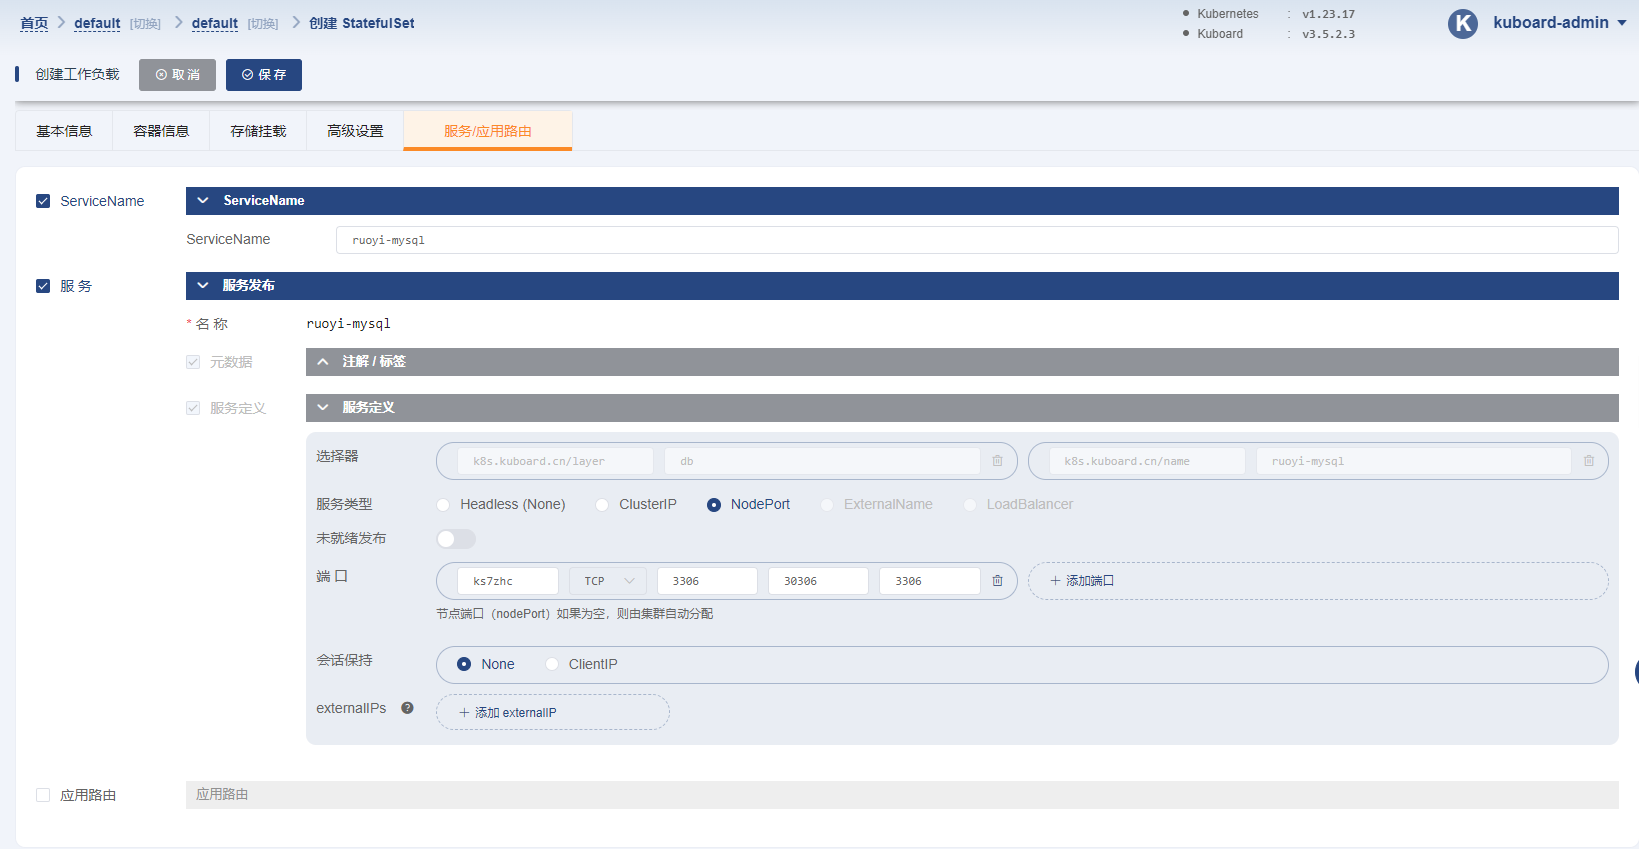 首页 > default [切换] > default [切换] > 创建 StatefulSet
Kubernetes : v1.23.17
Kuboard : v3.5.2.3
K kuboard-admin
创建工作负载 取 消 保 存
基本信息 容器信息 存储挂载 高级设置 服务/应用路由
ServiceName ServiceName
ServiceName ruoyi-mysql
服 务 服务发布
* 名 称 ruoyi-mysql
元数据 注解 / 标签
服务定义 服务定义
选择器 k8s.kuboard.cn/layer db k8s.kuboard.cn/name ruoyi-mysql
服务类型 Headless (None) ClusterIP NodePort ExternalName LoadBalancer
未就绪发布
端 口 ks7zhc TCP 3306 30306 3306 + 添加端口
节点端口（nodePort）如果为空，则由集群自动分配
会话保持 None ClientIP
externalIPs ? + 添加 externalIP
应用路由 应用路由